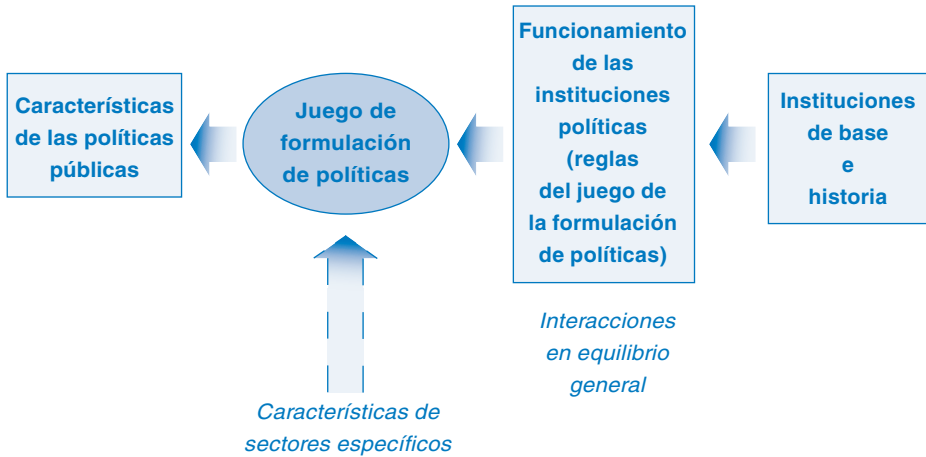 Características
de las políticas
públicas
Juego de
formulación
de políticas
Funcionamiento
de las
instituciones
políticas
(reglas
del juego de
la formulación
de políticas)
Instituciones
de base
e
historia
Interacciones
en equilibrio
general
Características de
sectores específicos